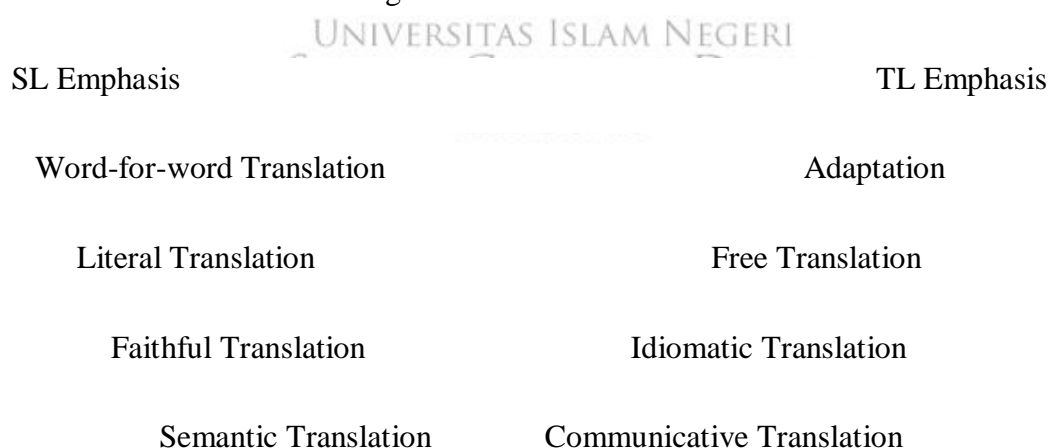 UNIVERSITAS ISLAM NEGERI
SL Emphasis TL Emphasis
Word-for-word Translation Adaptation
Literal Translation Free Translation
Faithful Translation Idiomatic Translation
Semantic Translation Communicative Translation